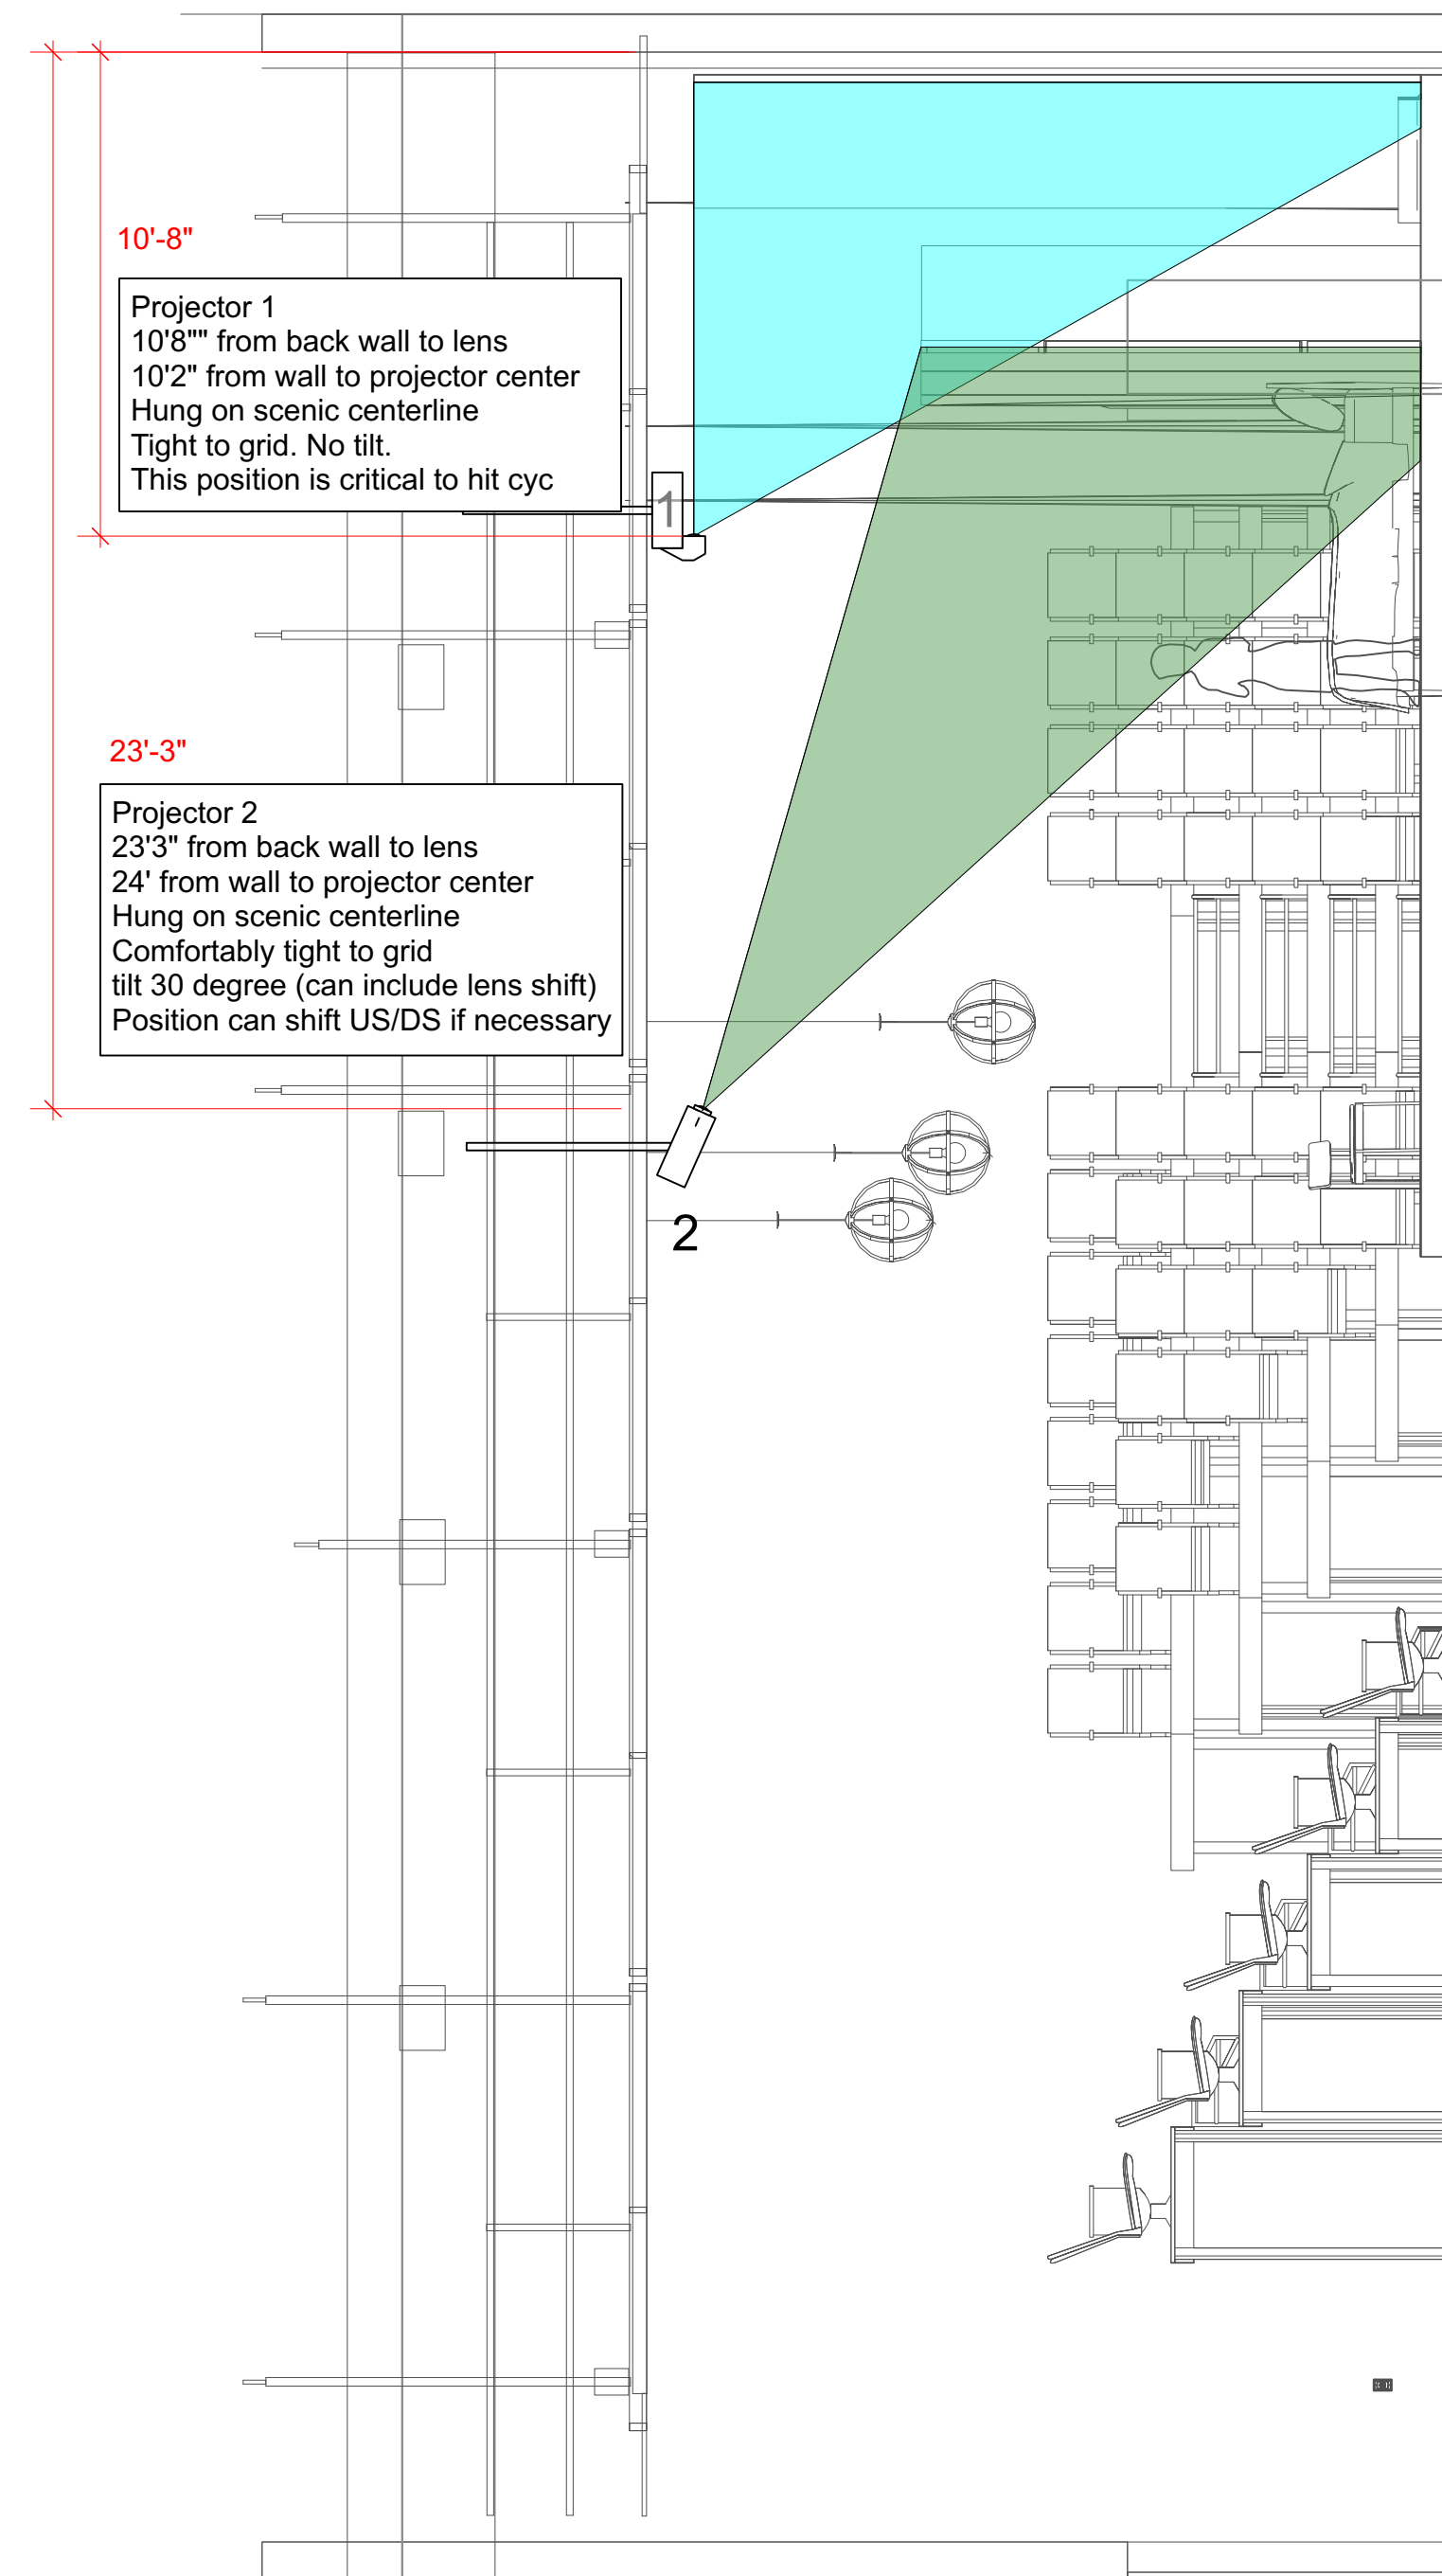 10'-8"
Projector 1
10'8"" from back wall to lens
10'2" from wall to projector center
Hung on scenic centerline
Tight to grid. No tilt.
This position is critical to hit cyc
1
23'-3"
Projector 2
23'3" from back wall to lens
24' from wall to projector center
Hung on scenic centerline
Comfortably tight to grid
tilt 30 degree (can include lens shift)
Position can shift US/DS if necessary
2